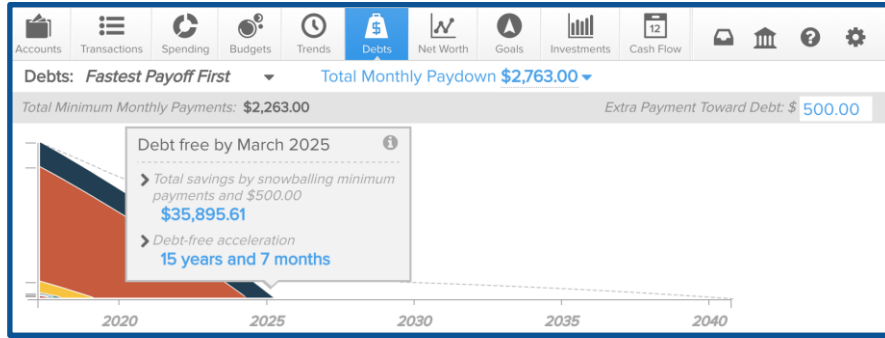 Accounts Transactions Spending Budgets Trends Debts Net Worth Goals Investments 12 Cash Flow
Debts: Fastest Payoff First Total Monthly Paydown $2,763.00
Total Minimum Monthly Payments: $2,263.00 Extra Payment Toward Debt: $ 500.00
Debt free by March 2025
Total savings by snowballing minimum
payments and $500.00
$35,895.61
Debt-free acceleration
15 years and 7 months
2020 2025 2030 2035 2040